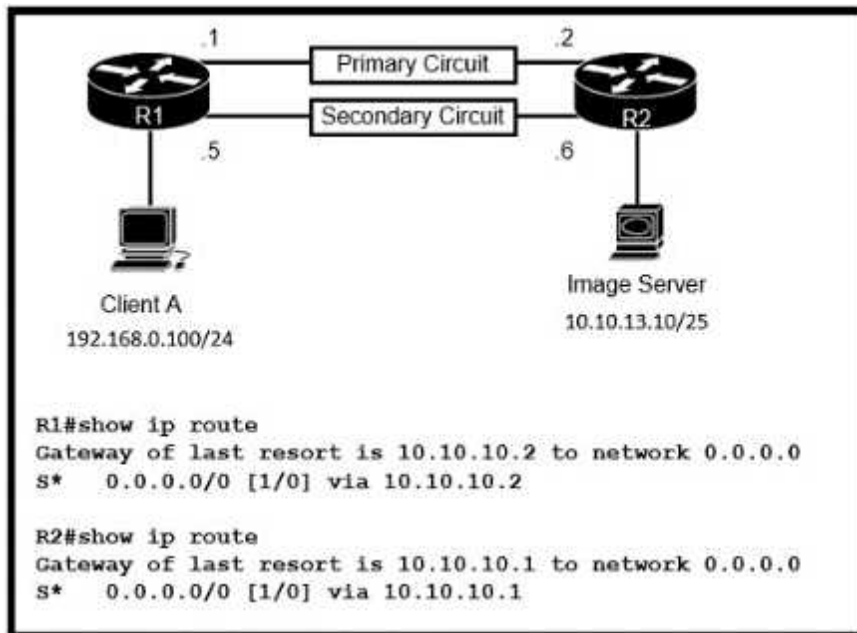 .1
.2
Primary Circuit
Secondary Circuit
R1
R2
.5
.6
Client A
192.168.0.100/24
Image Server
10.10.13.10/25
R1#show ip route
Gateway of last resort is 10.10.10.2 to network 0.0.0.0
S* 0.0.0.0/0 [1/0] via 10.10.10.2
R2#show ip route
Gateway of last resort is 10.10.10.1 to network 0.0.0.0
S* 0.0.0.0/0 [1/0] via 10.10.10.1